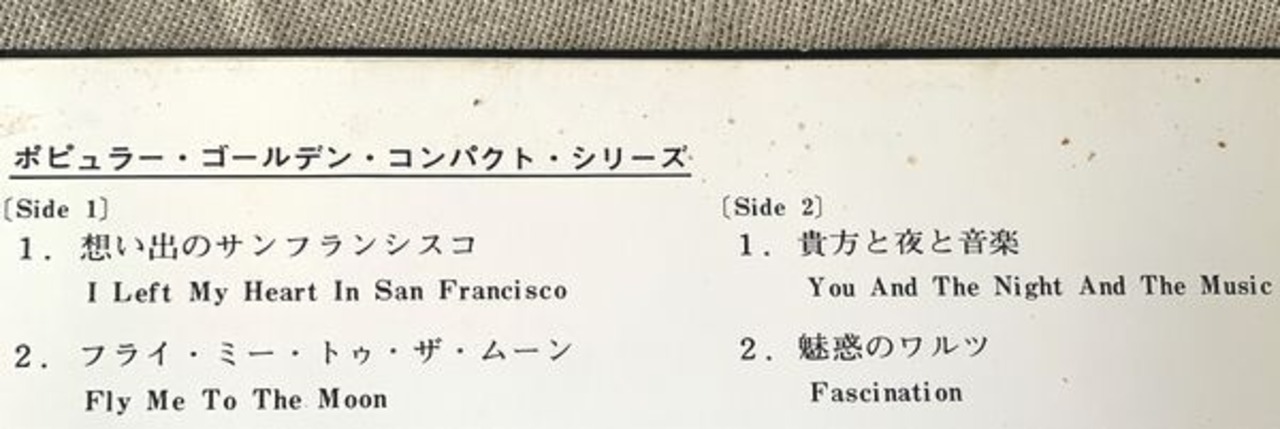 ポピュラー・ゴールデン・コンパクト・シリーズ
〔Side 1〕
1. 想い出のサンフランシスコ
I Left My Heart In San Francisco
2. フライ・ミー・トゥ・ザ・ムーン
Fly Me To The Moon
〔Side 2〕
1. 貴方と夜と音楽
You And The Night And The Music
2. 魅惑のワルツ
Fascination